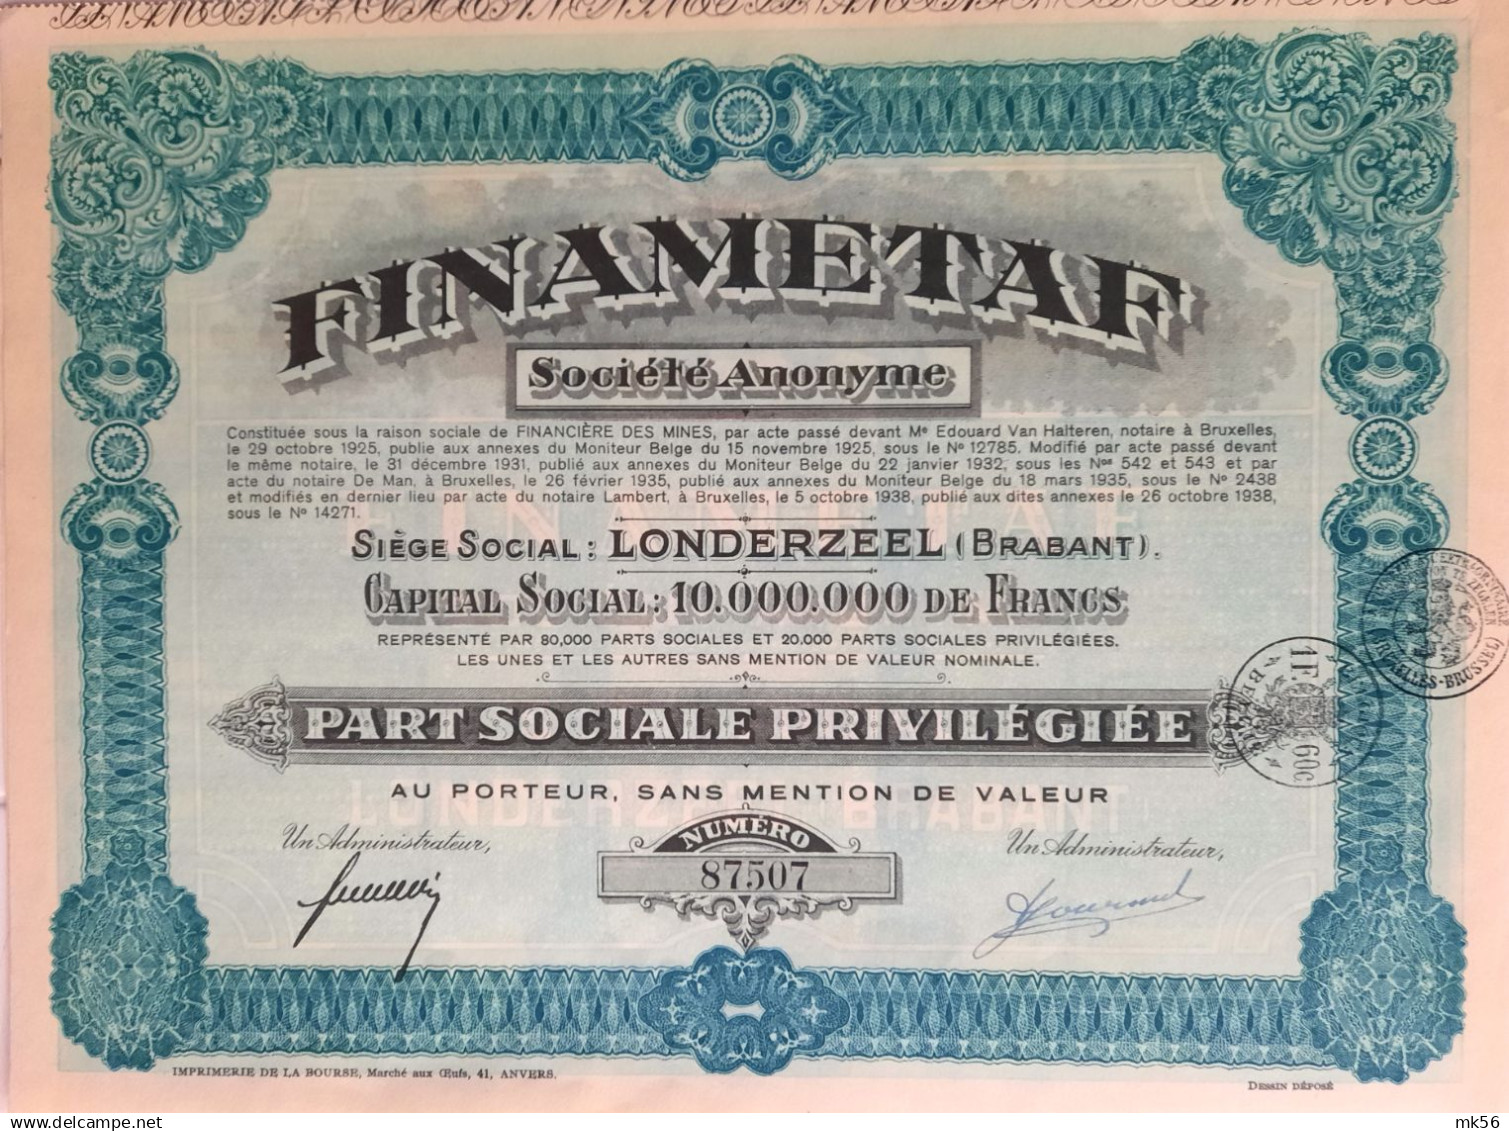 FINAMETAF
Société Anonyme
Constituée sous la raison sociale de FINANCIÈRE DES MINES, par acte passé devant Me Edouard Van Halteren, notaire à Bruxelles,
le 29 octobre 1925, publie aux annexes du Moniteur Belge du 15 novembre 1925, sous le No 12785. Modifié par acte passé devant
le même notaire, le 31 décembre 1931, publié aux annexes du Moniteur Belge du 22 janvier 1932, sous les Nos 542 et 543 et par
acte du notaire De Man, à Bruxelles, le 26 février 1935, publié aux annexes du Moniteur Belge du 18 mars 1935, sous le No 2438
et modifiés en dernier lieu par acte du notaire Lambert, à Bruxelles, le 5 octobre 1938, publié aux dites annexes le 26 octobre 1938,
sous le No 14271.
FINAMETAF
SIÈGE SOCIAL : LONDERZEEL (BRABANT).
CAPITAL SOCIAL : 10.000.000 DE FRANCS
REPRÉSENTÉ PAR 80,000 PARTS SOCIALES ET 20.000 PARTS SOCIALES PRIVILÉGIÉES.
LES UNES ET LES AUTRES SANS MENTION DE VALEUR NOMINALE.
BRUXELLES-BRUSSEL
1F. 60c
PART SOCIALE PRIVILÉGIÉE
AU PORTEUR, SANS MENTION DE VALEUR
LONDERZEEL BRABANT
Un Administrateur,
NUMÉRO
Un Administrateur,
87507
IMPRIMERIE DE LA BOURSE, Marché aux Œufs, 41, ANVERS.
DESSIN DÉPOSÉ
mk56